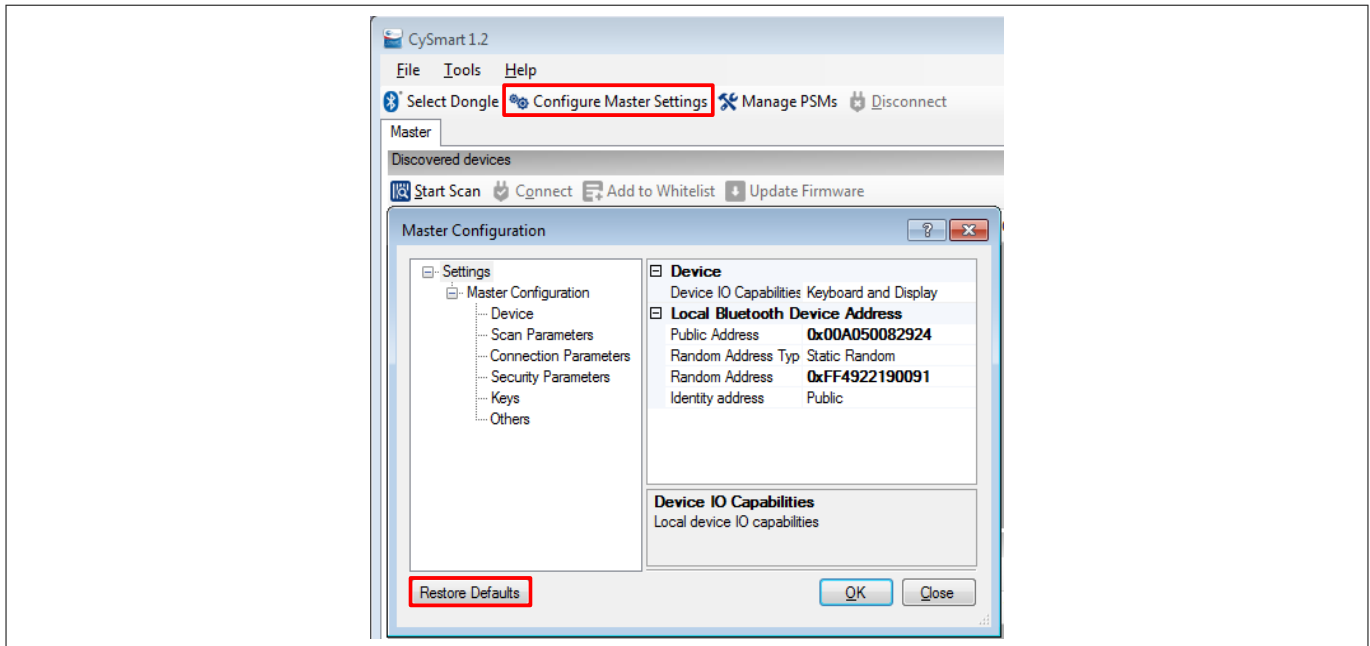 CySmart 1.2
File Tools Help
Select Dongle Configure Master Settings Manage PSMs Disconnect
Master
Discovered devices
Start Scan Connect Add to Whitelist Update Firmware
Master Configuration
Settings
Master Configuration
Device
Scan Parameters
Connection Parameters
Security Parameters
Keys
Others
Device
Device IO Capabilities Keyboard and Display
Local Bluetooth Device Address
Public Address 0x00A050082924
Random Address Typ Static Random
Random Address 0xFF4922190091
Identity address Public
Device IO Capabilities
Local device IO capabilities
Restore Defaults OK Close